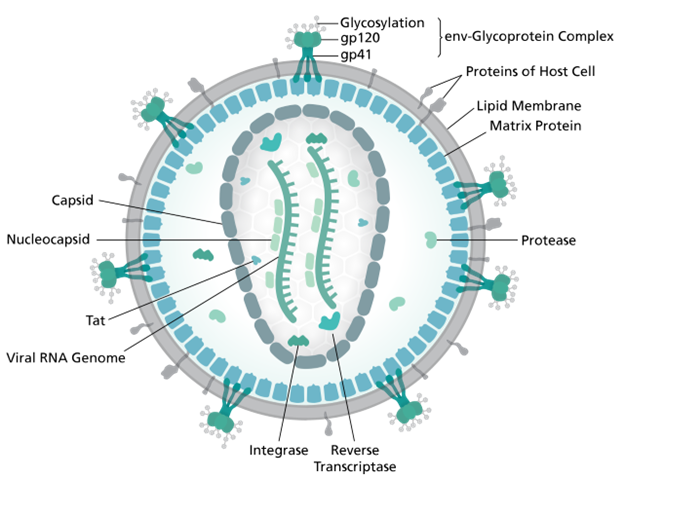 Glycosylation
gp120
gp41
env-Glycoprotein Complex
Proteins of Host Cell
Lipid Membrane
Matrix Protein
Capsid
Nucleocapsid
Protease
Tat
Viral RNA Genome
Integrase
Reverse
Transcriptase